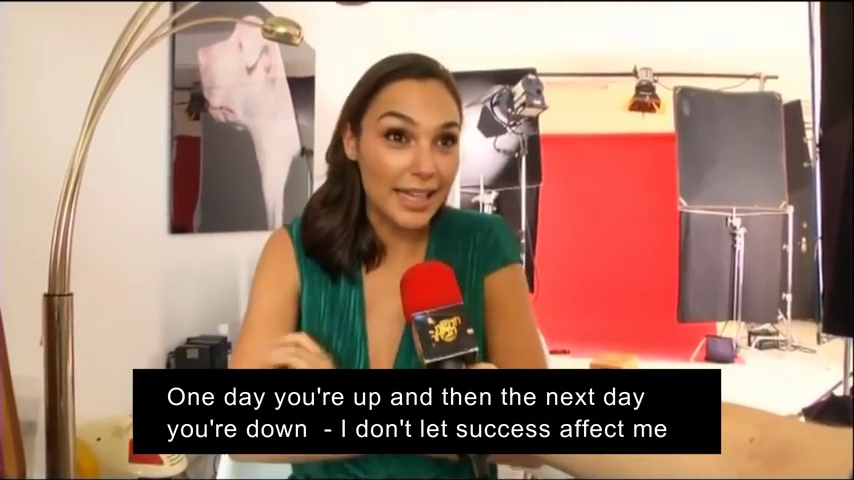 One day you're up and then the next day
you're down  - I don't let success affect me